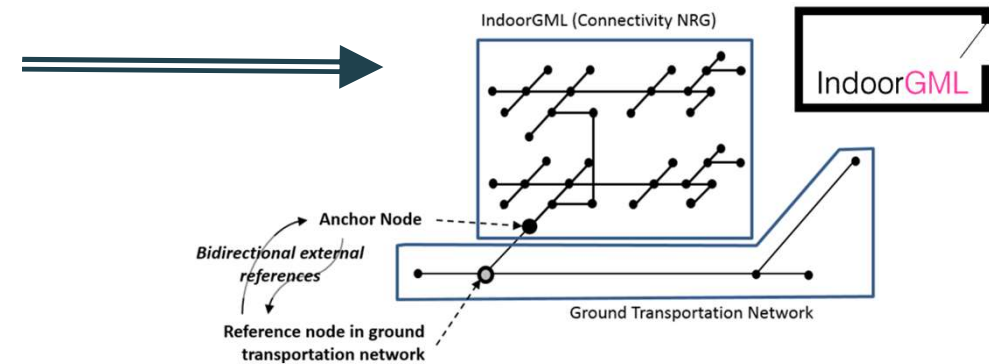 IndoorGML (Connectivity NRG)
IndoorGML
Anchor Node
Bidirectional external
references
Reference node in ground
transportation network
Ground Transportation Network